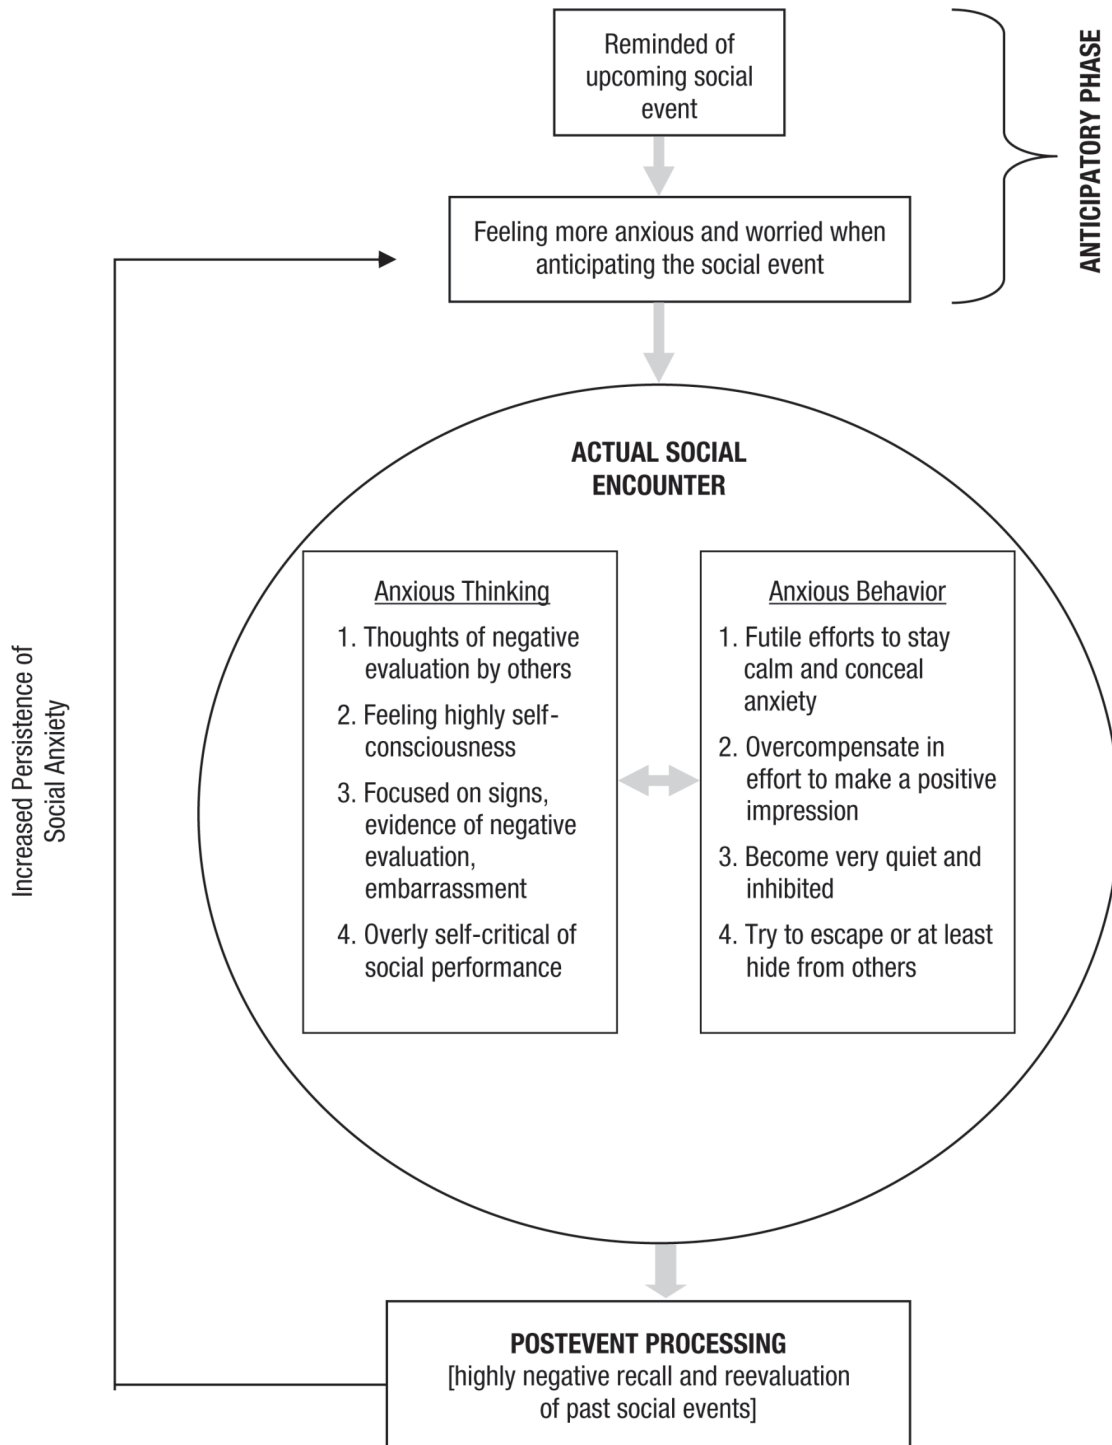 Reminded of
upcoming social
event
ANTICIPATORY PHASE
Feeling more anxious and worried when
anticipating the social event
ACTUAL SOCIAL
ENCOUNTER
Anxious Thinking
1. Thoughts of negative
evaluation by others
2. Feeling highly self-
consciousness
3. Focused on signs,
evidence of negative
evaluation,
embarrassment
4. Overly self-critical of
social performance
Anxious Behavior
1. Futile efforts to stay
calm and conceal
anxiety
2. Overcompensate in
effort to make a positive
impression
3. Become very quiet and
inhibited
4. Try to escape or at least
hide from others
Increased Persistence of
Social Anxiety
POSTEVENT PROCESSING
[highly negative recall and reevaluation
of past social events]